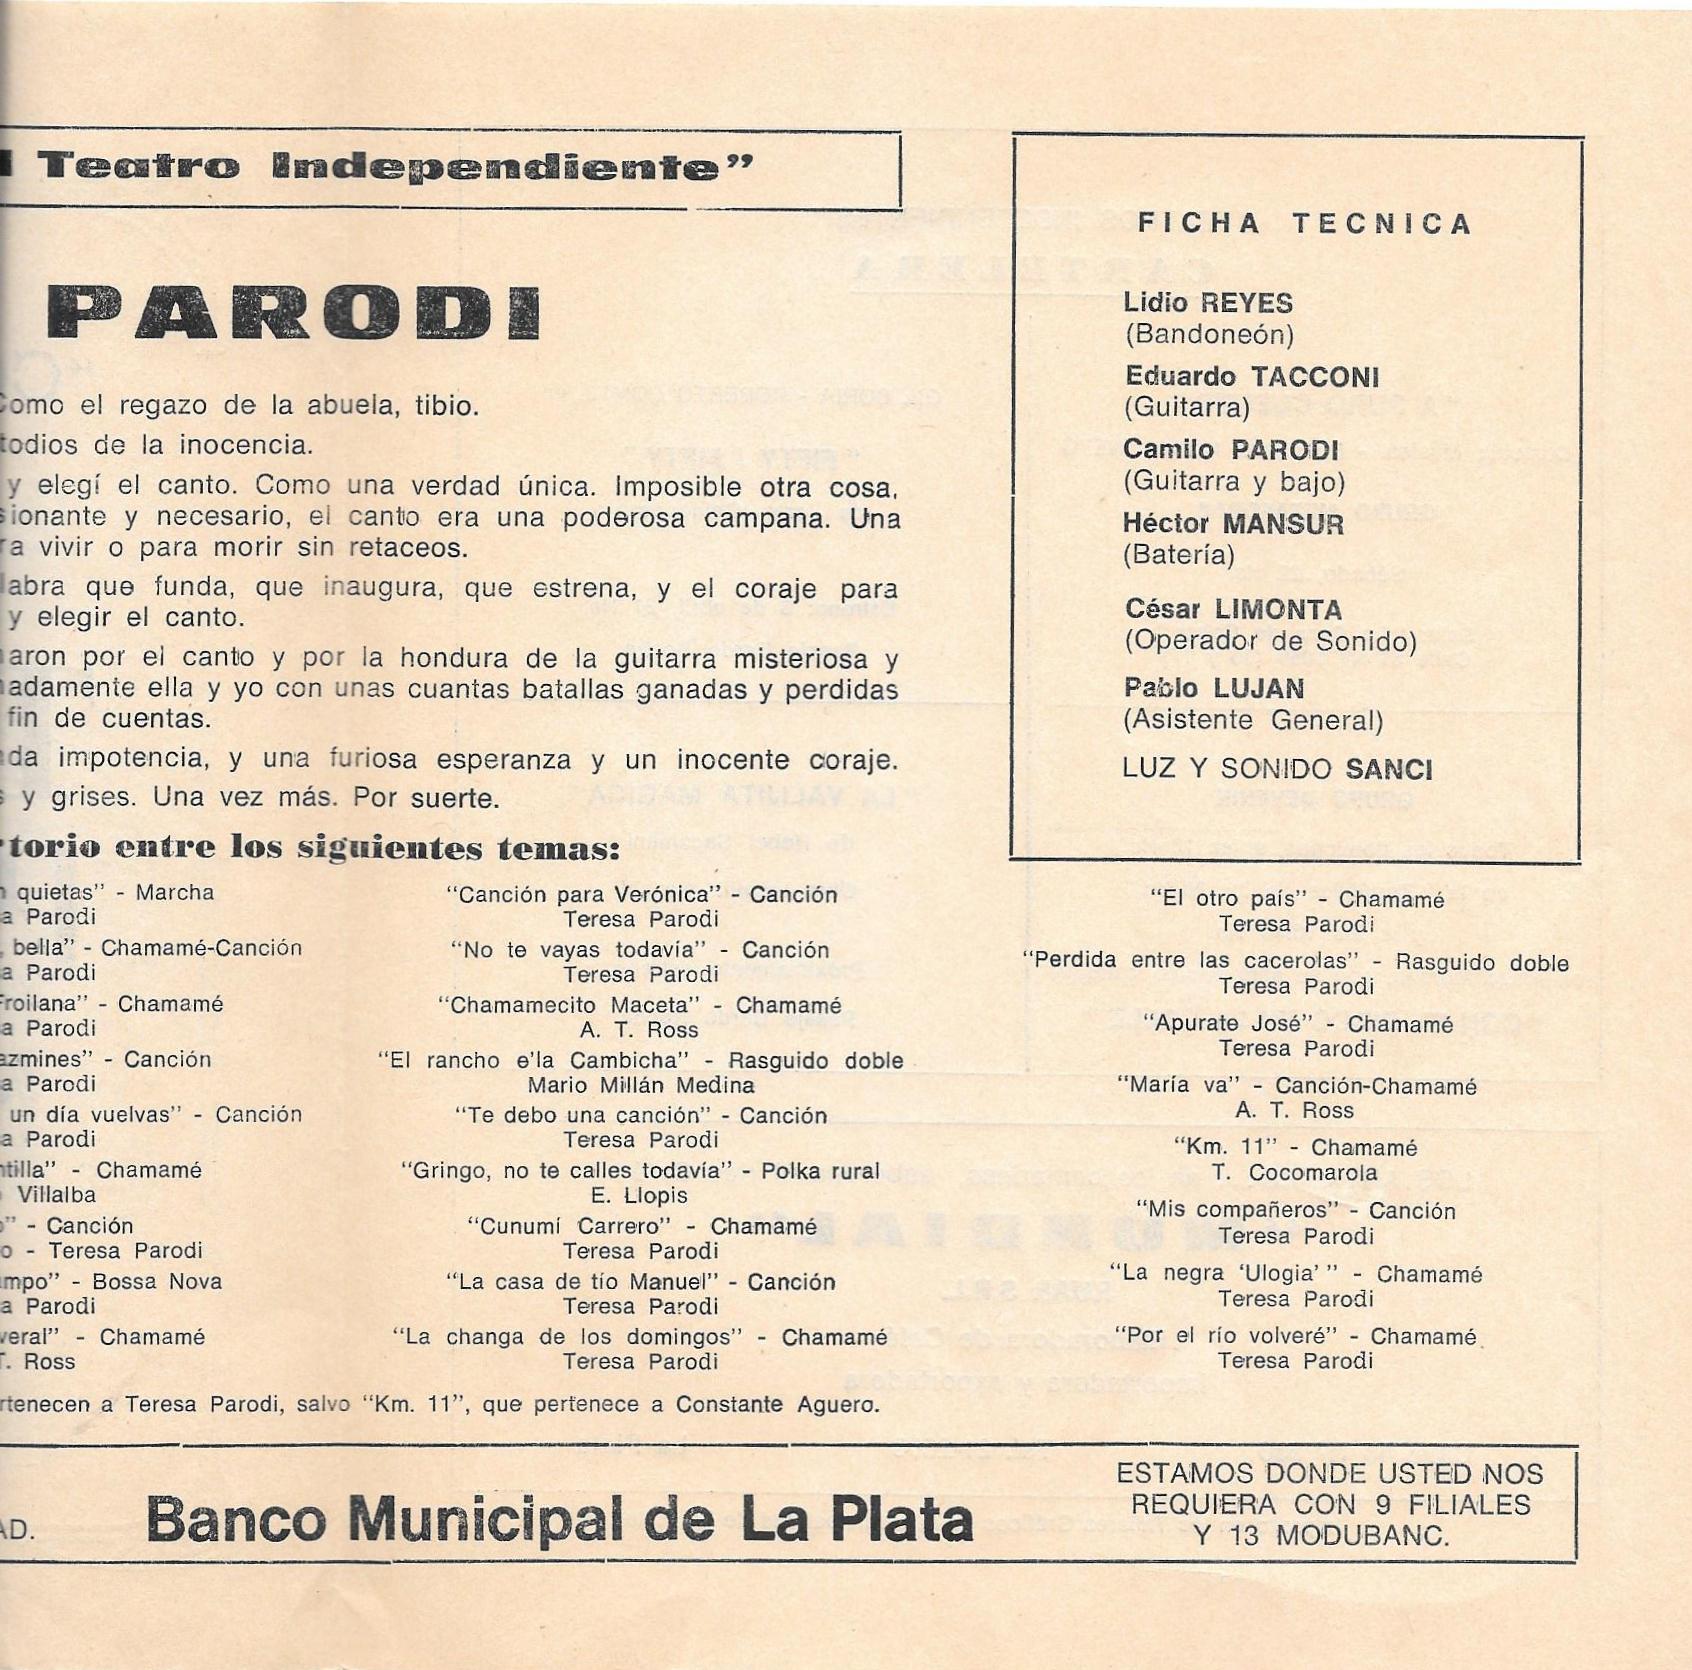 Teatro Independiente”
PARODI
Como el regazo de la abuela, tibio.
todios de la inocencia.
y elegí el canto. Como una verdad única. Imposible otra cosa,
sionante y necesario, el canto era una poderosa campana. Una
ra vivir o para morir sin retaceos.
labra que funda, que inaugura, que estrena, y el coraje para
y elegir el canto.
aron por el canto y por la hondura de la guitarra misteriosa y
nadamente ella y yo con unas cuantas batallas ganadas y perdidas
fin de cuentas.
da impotencia, y una furiosa esperanza y un inocente coraje.
s y grises. Una vez más. Por suerte.
rtorio entre los siguientes temas:
n quietas” - Marcha
a Parodi
, bella” - Chamamé-Canción
a Parodi
Froilana” - Chamamé
a Parodi
azmines” - Canción
a Parodi
un día vuelvas” - Canción
a Parodi
ntilla” - Chamamé
Villalba
o” - Canción
o - Teresa Parodi
ampo” - Bossa Nova
a Parodi
veral” - Chamamé
T. Ross
“Canción para Verónica” - Canción
Teresa Parodi
“No te vayas todavía” - Canción
Teresa Parodi
“Chamamecito Maceta” - Chamamé
A. T. Ross
“El rancho e'la Cambicha” - Rasguido doble
Mario Millán Medina
“Te debo una canción” - Canción
Teresa Parodi
“Gringo, no te calles todavía” - Polka rural
E. Llopis
“Cunumí Carrero” - Chamamé
Teresa Parodi
“La casa de tío Manuel” - Canción
Teresa Parodi
“La changa de los domingos” - Chamamé
Teresa Parodi
rtenecen a Teresa Parodi, salvo “Km. 11”, que pertenece a Constante Aguero.
FICHA TECNICA
Lidio REYES
(Bandoneón)
Eduardo TACCONI
(Guitarra)
Camilo PARODI
(Guitarra y bajo)
Héctor MANSUR
(Batería)
César LIMONTA
(Operador de Sonido)
Pablo LUJAN
(Asistente General)
LUZ Y SONIDO SANCI
“El otro país” - Chamamé
Teresa Parodi
“Perdida entre las cacerolas” - Rasguido doble
Teresa Parodi
“Apurate José” - Chamamé
Teresa Parodi
“María va” - Canción-Chamamé
A. T. Ross
“Km. 11” - Chamamé
T. Cocomarola
“Mis compañeros” - Canción
Teresa Parodi
“La negra ‘Ulogia’” - Chamamé
Teresa Parodi
“Por el río volveré” - Chamamé
Teresa Parodi
AD.
Banco Municipal de La Plata
ESTAMOS DONDE USTED NOS
REQUIERA CON 9 FILIALES
Y 13 MODUBANC.